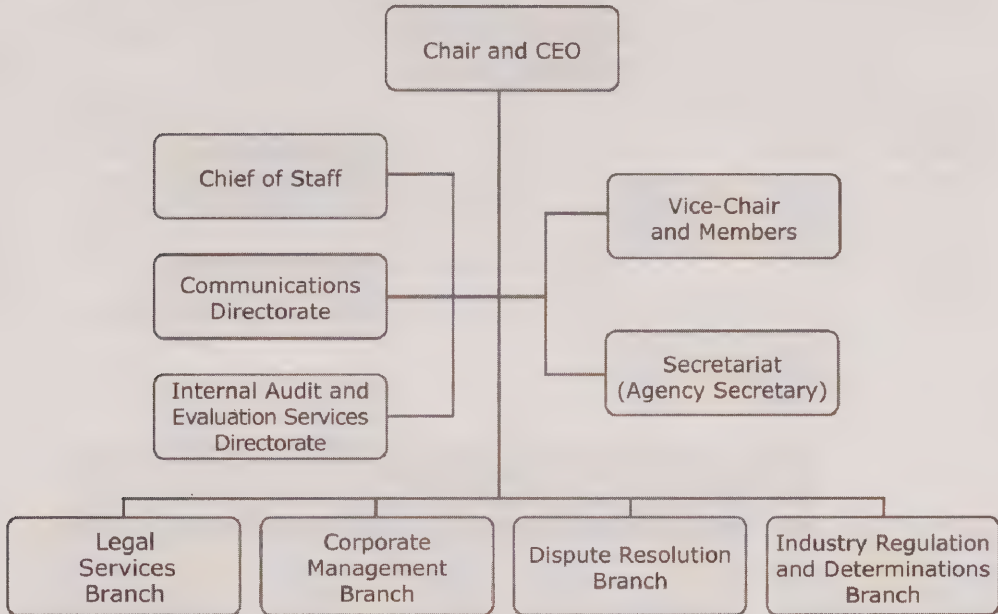 Chair and CEO
Chief of Staff
Communications
Directorate
Internal Audit and
Evaluation Services
Directorate
Vice-Chair
and Members
Secretariat
(Agency Secretary)
Legal
Services
Branch
Corporate
Management
Branch
Dispute Resolution
Branch
Industry Regulation
and Determinations
Branch